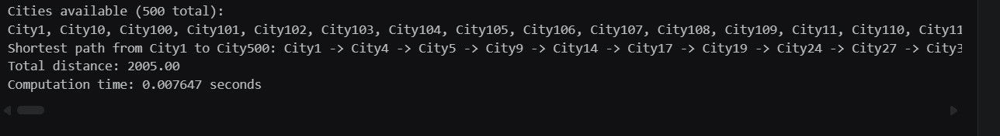 Cities available (500 total):
City1, City10, City100, City101, City102, City103, City104, City105, City106, City107, City108, City109, City11, City110, City11
Shortest path from City1 to City500: City1 -> City4 -> City5 -> City9 -> City14 -> City17 -> City19 -> City24 -> City27 -> City3
Total distance: 2005.00
Computation time: 0.007647 seconds